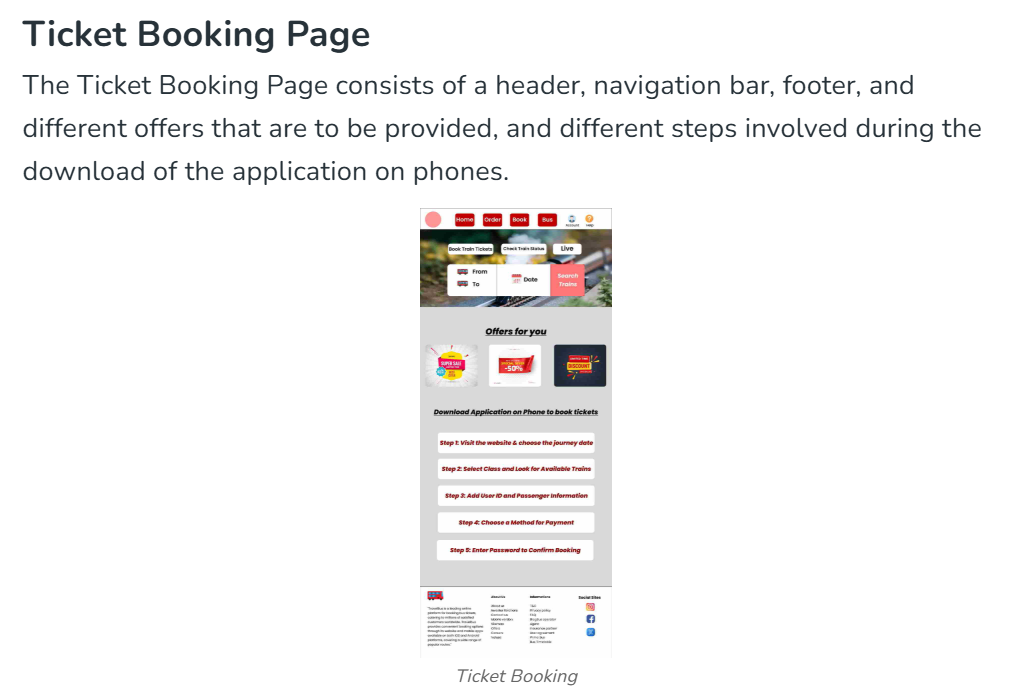 Ticket Booking Page
The Ticket Booking Page consists of a header, navigation bar, footer, and
different offers that are to be provided, and different steps involved during the
download of the application on phones.
Home Order Book Bus Account Help
Book Train Tickets Check Train Status Live
From
To
Date
Search
Trains
Offers for you
SUPER SALE
-50%
DISCOUNT
Download Application on Phone to book tickets
Step 1: Visit the website & choose the journey date
Step 2: Select Class and Look for Available Trains
Step 3: Add User ID and Passenger Information
Step 4: Choose a Method for Payment
Step 5: Enter Password to Confirm Booking
About Us
Informations
Social Sites
Ticket Booking